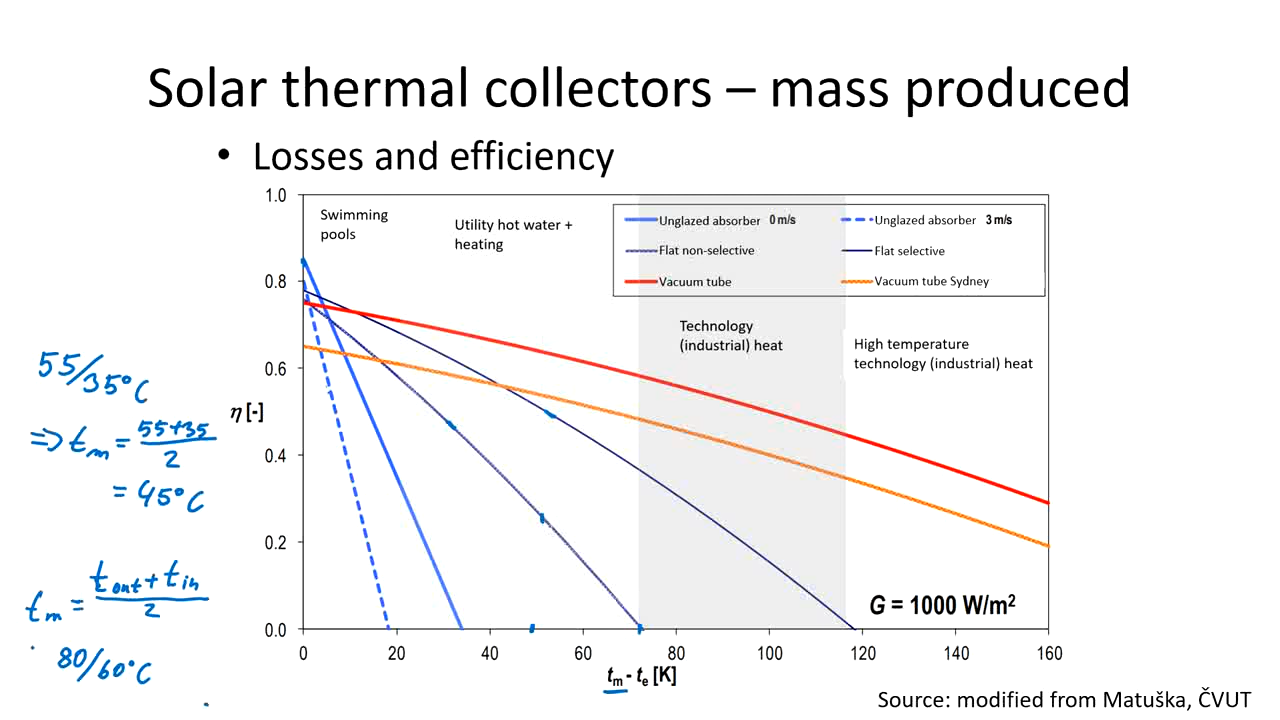 Solar thermal collectors – mass produced
• Losses and efficiency
Swimming
pools
Utility hot water +
heating
Unglazed absorber 0 m/s
Unglazed absorber 3 m/s
Flat non-selective
Flat selective
Vacuum tube
Vacuum tube Sydney
Technology
(industrial) heat
High temperature
technology (industrial) heat
G = 1000 W/m²
η [-]
1.0
0.8
0.6
0.4
0.2
0.0
0 20 40 60 80 100 120 140 160
tm - te [K]
55/35°C
=> tm = 55+35
2
= 45°C
tm = tout + tin
2
80/60°C
Source: modified from Matuška, ČVUT